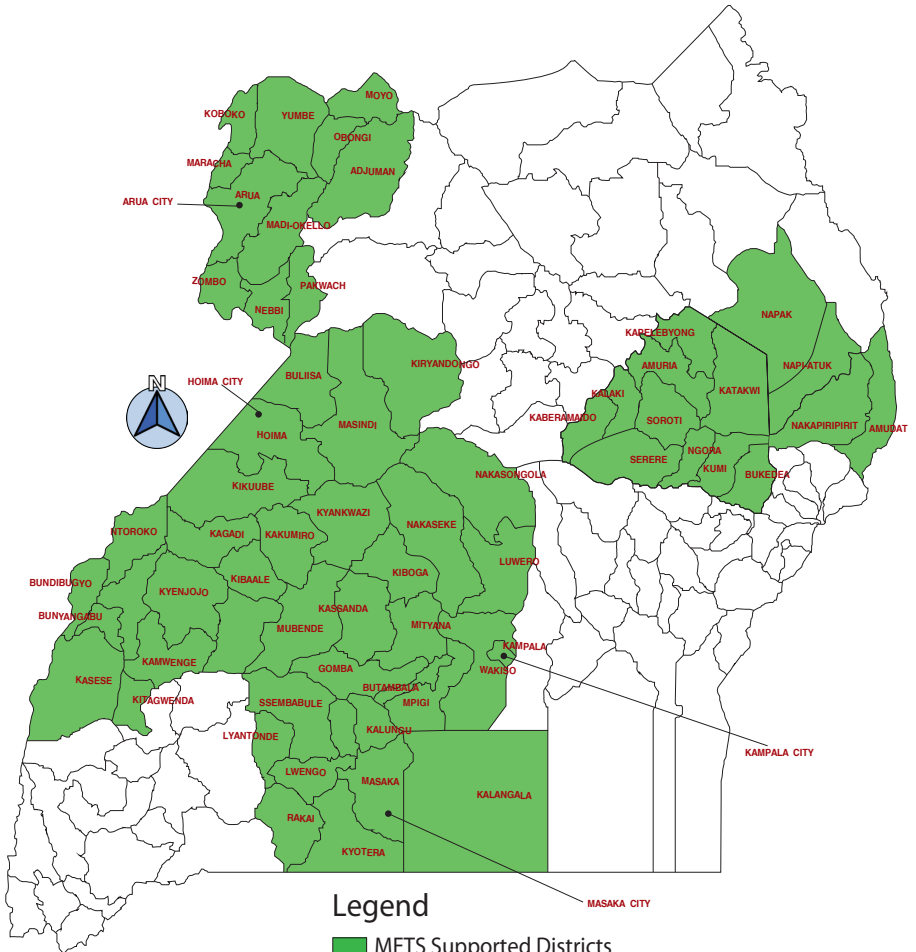 MOYO
KOBOKO
YUMBE
OBONGI
MARACHA
ADJUMAN
ARUA
ARUA CITY
MADI-OKELLO
ZOMBO
PAKWACH
NEBBI
NAPAK
KAPELEBYONG
KIRYANDONGO
AMURIA
NAPI-ATUK
BULIISA
N
HOIMA CITY
KALAKI
KATAKWI
KABERAMAIDO
SOROTI
MASINDI
NAKAPIRIPIRIT
AMUDAT
HOIMA
NGORA
SERERE
KUMI
BUKEDEA
NAKASONGOLA
KIKUUBE
KYANKWAZI
NAKASEKE
NTOROKO
KAGADI
KAKUMIRO
LUWERO
KIBOGA
BUNDIBUGYO
KIBAALE
KYENJOJO
KASSANDA
BUNYANGABU
MUBENDE
MITYANA
KAMPALA
KAMWENGE
GOMBA
WAKISO
KASESE
BUTAMBALA
KITAGWENDA
SSEMBABULE
MPIGI
KALUNGU
LYANTONDE
KAMPALA CITY
LWENGO
MASAKA
KALANGALA
RAKAI
KYOTERA
MASAKA CITY
Legend
METS Supported Districts